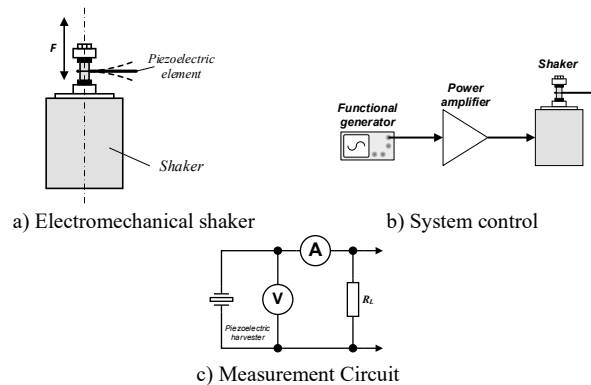 F
Piezoelectric
element
Shaker
a) Electromechanical shaker
Functional
generator
Power
amplifier
Shaker
b) System control
A
V
RL
Piezoelectric
harvester
c) Measurement Circuit